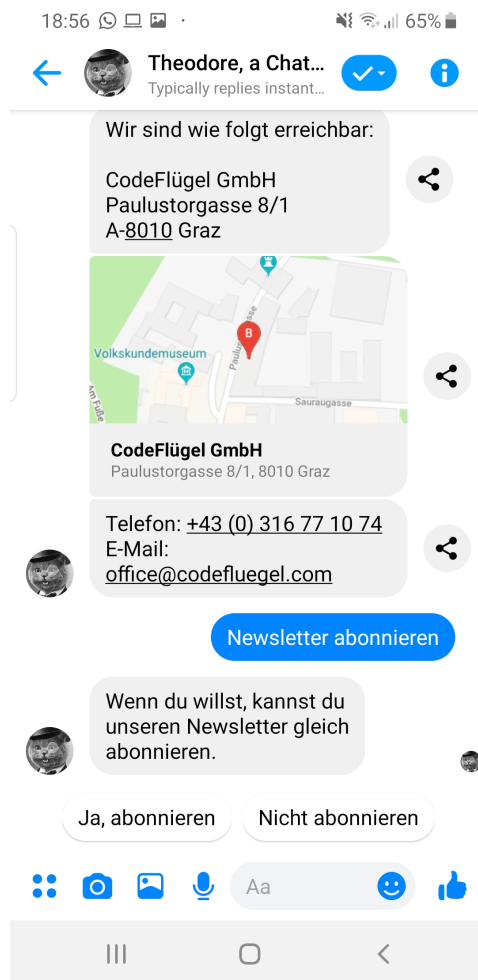 18:56
65%
Theodore, a Chat...
Typically replies instant...
Wir sind wie folgt erreichbar:
CodeFlügel GmbH
Paulustorgasse 8/1
A-8010 Graz
B
Volkskundemuseum
Am Fuße
Sauraugasse
CodeFlügel GmbH
Paulustorgasse 8/1, 8010 Graz
Telefon: +43 (0) 316 77 10 74
E-Mail:
office@codefluegel.com
Newsletter abonnieren
Wenn du willst, kannst du
unseren Newsletter gleich
abonnieren.
Ja, abonnieren
Nicht abonnieren
Aa